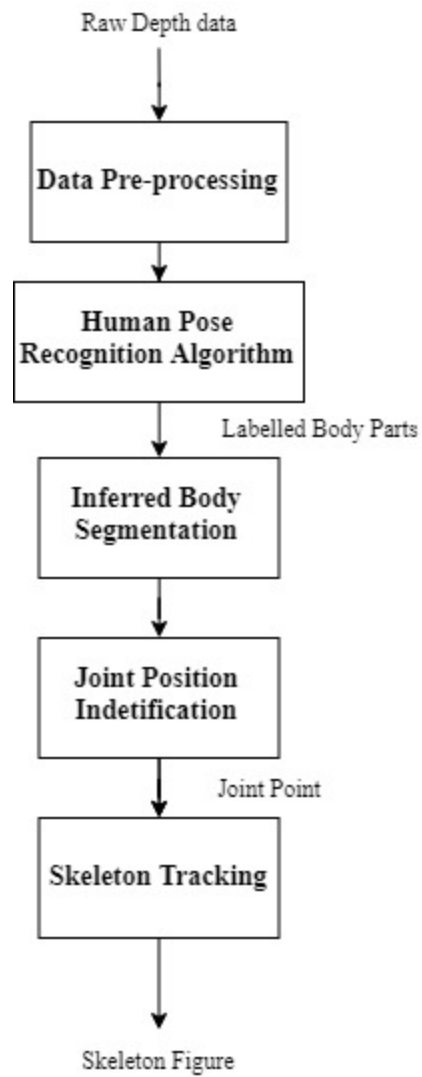 Raw Depth data
Data Pre-processing
Human Pose
Recognition Algorithm
Labelled Body Parts
Inferred Body
Segmentation
Joint Position
Indetification
Joint Point
Skeleton Tracking
Skeleton Figure